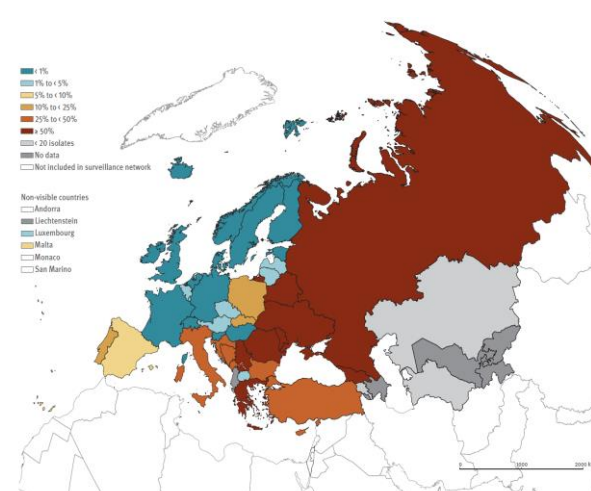 < 1%
1% to < 5%
5% to < 10%
10% to < 25%
25% to < 50%
≥ 50%
< 20 isolates
No data
Not included in surveillance network
Non-visible countries
Andorra
Liechtenstein
Luxembourg
Malta
Monaco
San Marino
0 1000 2000 k